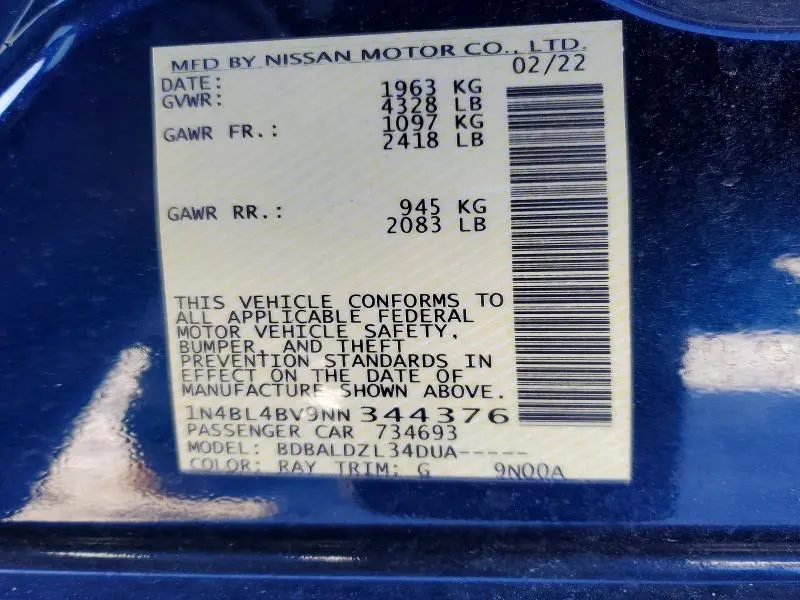 MFD BY NISSAN MOTOR CO., LTD.
DATE: 02/22
GVWR: 1963 KG
4328 LB
GAWR FR.: 1097 KG
2418 LB
GAWR RR.: 945 KG
2083 LB
THIS VEHICLE CONFORMS TO
ALL APPLICABLE FEDERAL
MOTOR VEHICLE SAFETY,
BUMPER, AND THEFT
PREVENTION STANDARDS IN
EFFECT ON THE DATE OF
MANUFACTURE SHOWN ABOVE.
1N4BL4BV9NN344376
PASSENGER CAR 734693
MODEL: BDBALDZL34DUA-----
COLOR: RAY TRIM: G 9NQQA